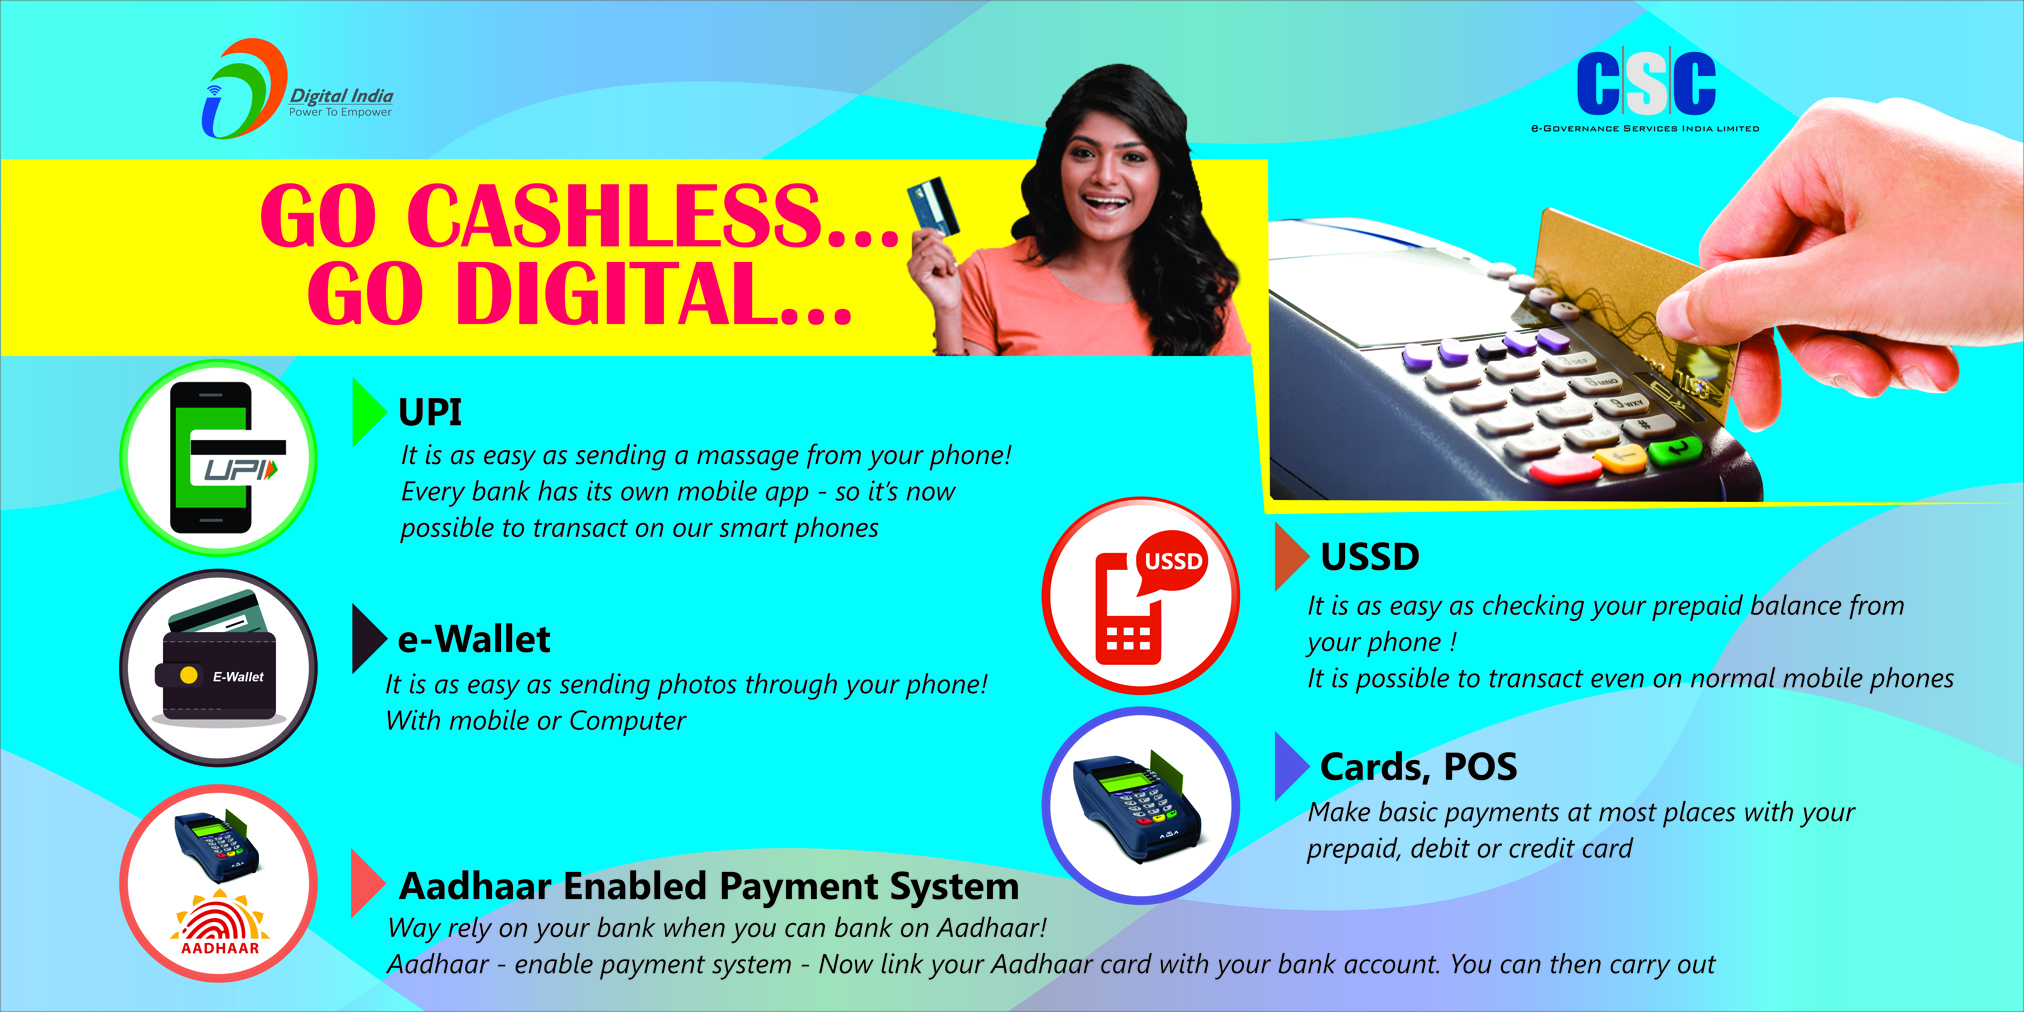 Digital India
Power To Empower
CSC
e-Governance Services India Limited
GO CASHLESS...
GO DIGITAL...
UPI
UPI
It is as easy as sending a massage from your phone!
Every bank has its own mobile app - so it's now
possible to transact on our smart phones
E-Wallet
e-Wallet
It is as easy as sending photos through your phone!
With mobile or Computer
AADHAAR
Aadhaar Enabled Payment System
Way rely on your bank when you can bank on Aadhaar!
Aadhaar - enable payment system - Now link your Aadhaar card with your bank account. You can then carry out
USSD
USSD
It is as easy as checking your prepaid balance from
your phone !
It is possible to transact even on normal mobile phones
Cards, POS
Make basic payments at most places with your
prepaid, debit or credit card